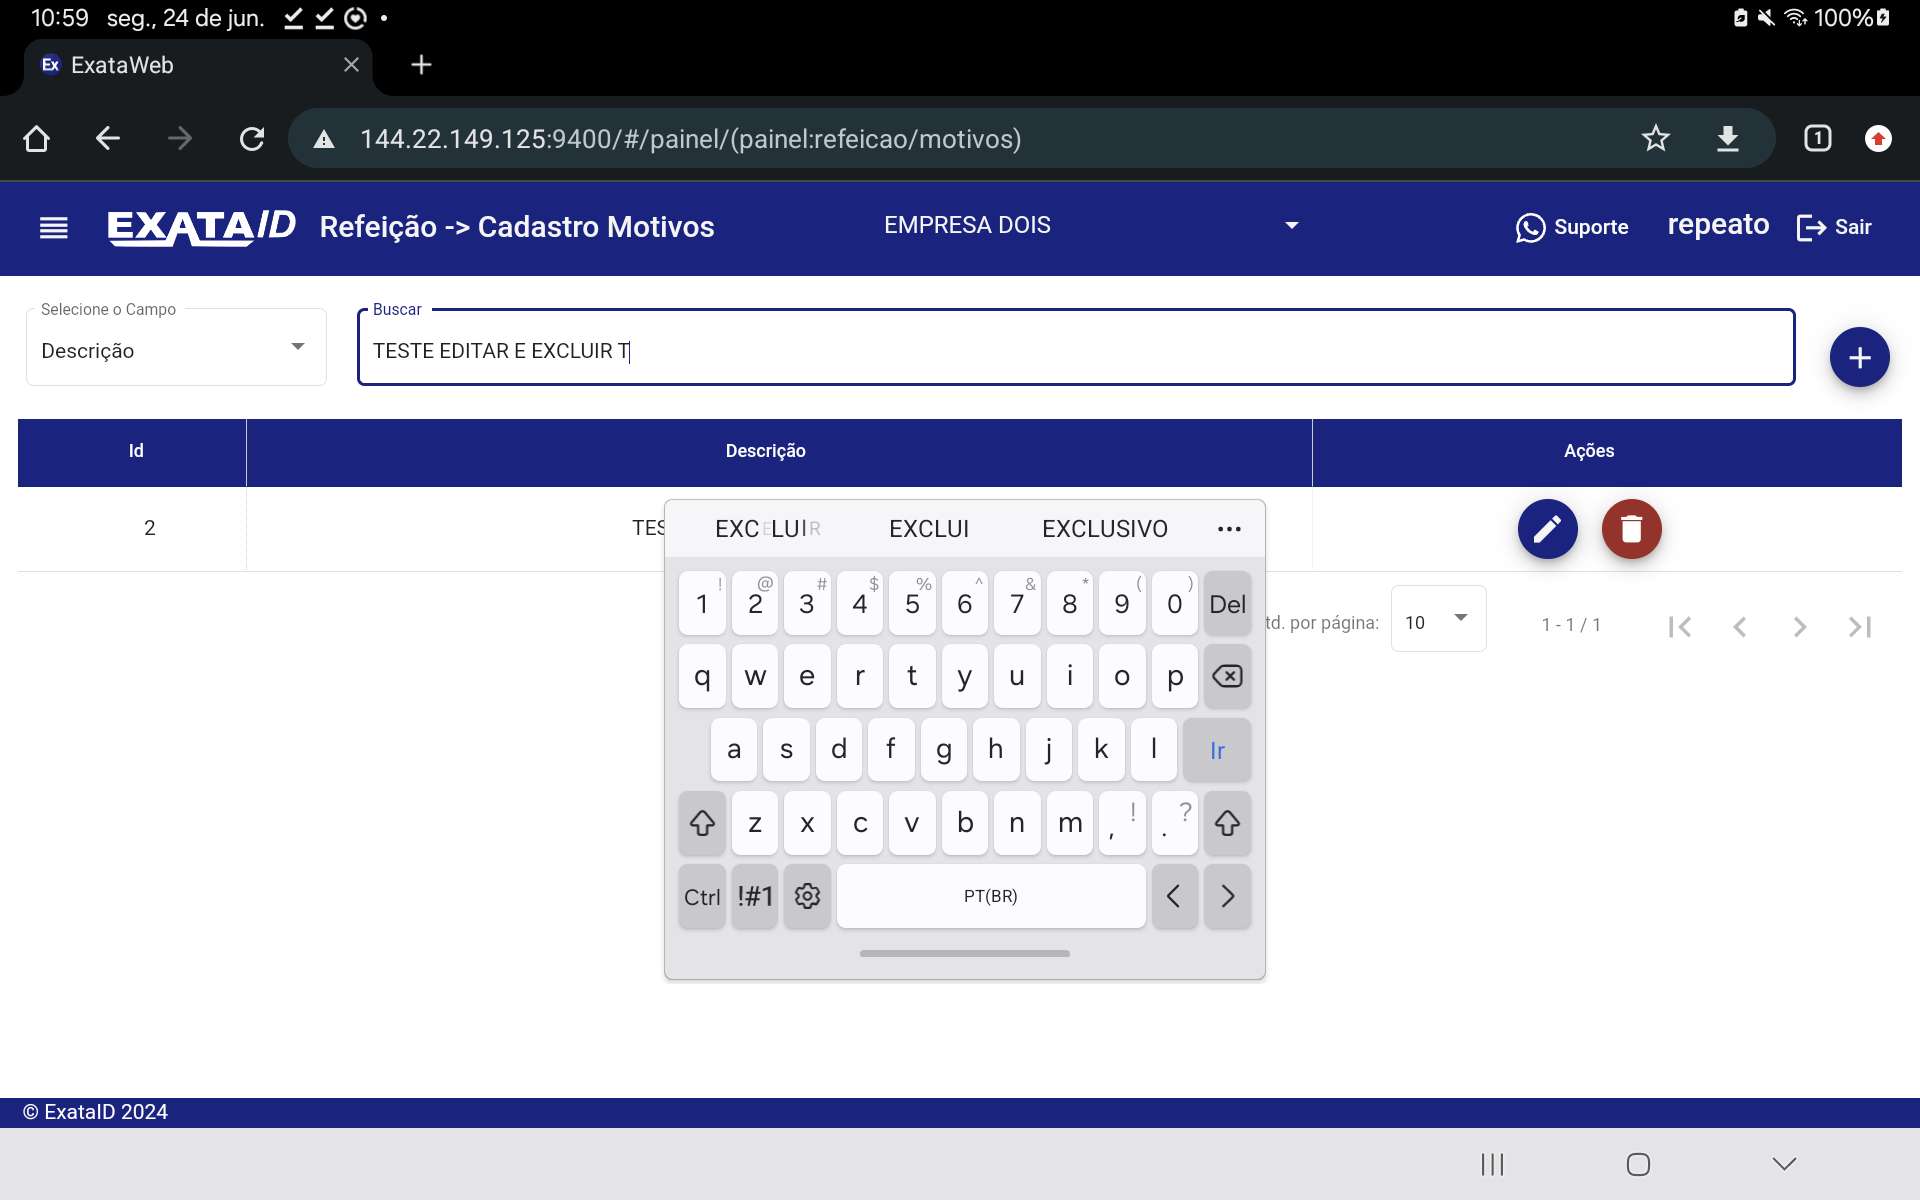 10:59 seg., 24 de jun. 100%
Ex ExataWeb
144.22.149.125:9400/#/painel/(painel:refeicao/motivos) 1
EXATAID Refeição -> Cadastro Motivos EMPRESA DOIS Suporte repeato Sair
Selecione o Campo Buscar
Descrição TESTE EDITAR E EXCLUIR T
Id Descrição Ações
2 TES
EXCLUI EXCLUSIVO
! @ # $ % ^ & * ( )
1 2 3 4 5 6 7 8 9 0 Del
td. por página: 10 1 - 1 / 1
q w e r t y u i o p
a s d f g h j k l Ir
z x c v b n m , ! . ?
Ctrl !#1 PT(BR)
© ExataID 2024